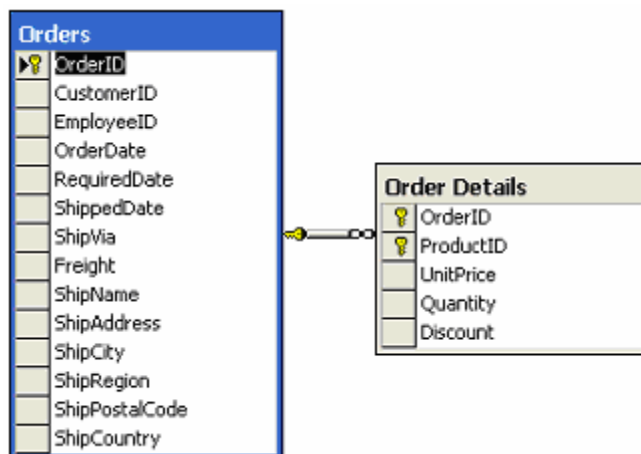 Orders
OrderID
CustomerID
EmployeeID
OrderDate
RequiredDate
ShippedDate
ShipVia
Freight
ShipName
ShipAddress
ShipCity
ShipRegion
ShipPostalCode
ShipCountry
Order Details
OrderID
ProductID
UnitPrice
Quantity
Discount